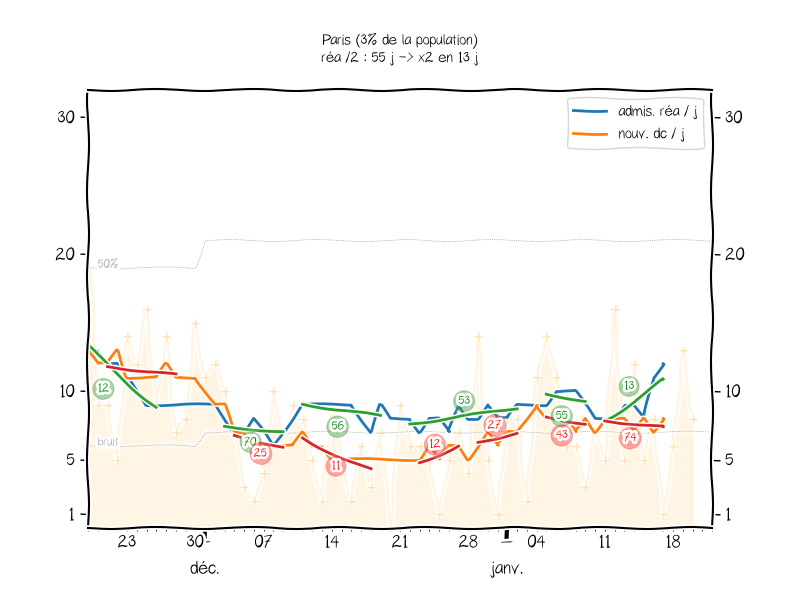 Paris (3% de la population)
réa /2 : 55 j -> x2 en 13 j
admis. réa / j
nouv. dc / j
30 30
20 20
50%
10 10
bruit
5 5
1 1
12 70 25 56 11 12 53 27 55 43 13 74
23 30 07 14 21 28 04 11 18
déc. janv.